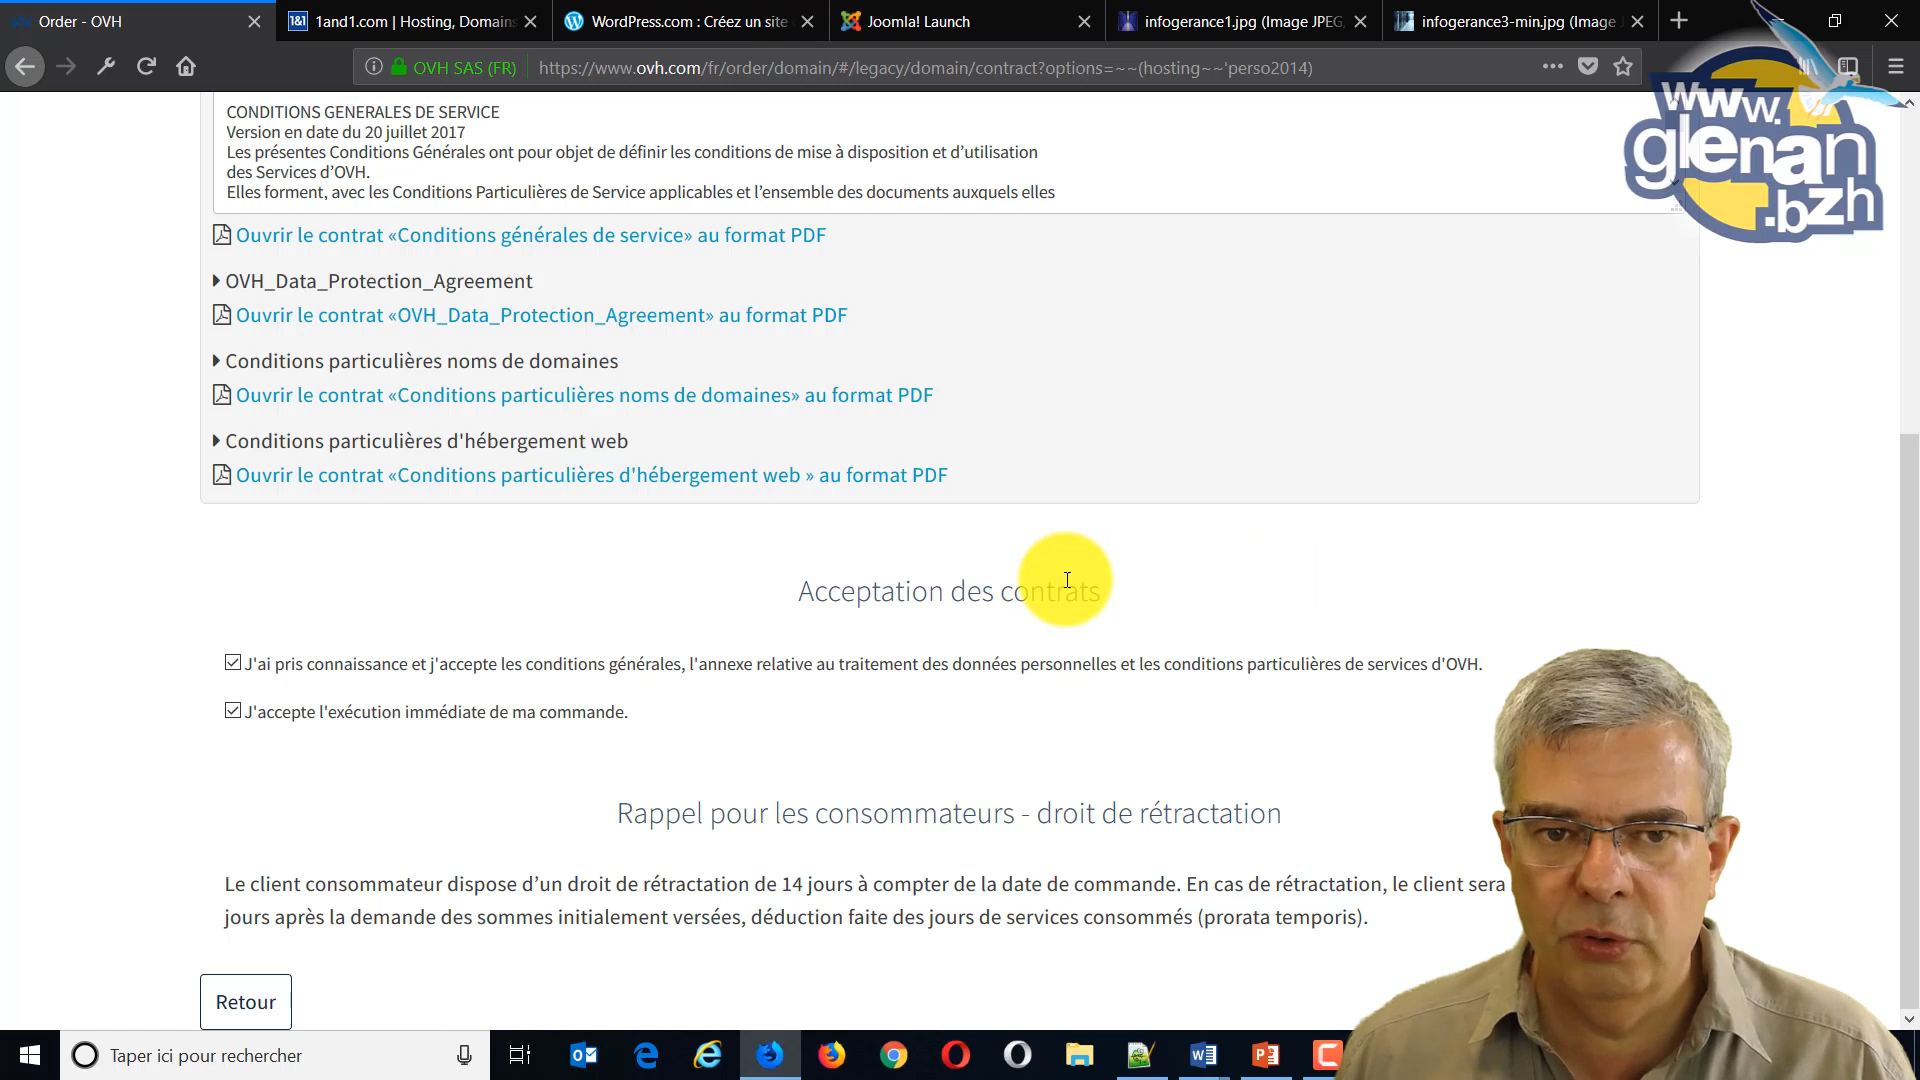 Order - OVH
1and1.com | Hosting, Domains
WordPress.com : Créez un site
Joomla! Launch
infogerance1.jpg (Image JPEG,
infogerance3-min.jpg (Image J
OVH SAS (FR)
https://www.ovh.com/fr/order/domain/#/legacy/domain/contract?options=~~(hosting~~'perso2014)
www.
glenan
.bzh
CONDITIONS GENERALES DE SERVICE
Version en date du 20 juillet 2017
Les présentes Conditions Générales ont pour objet de définir les conditions de mise à disposition et d’utilisation
des Services d’OVH.
Elles forment, avec les Conditions Particulières de Service applicables et l’ensemble des documents auxquels elles
Ouvrir le contrat «Conditions générales de service» au format PDF
OVH_Data_Protection_Agreement
Ouvrir le contrat «OVH_Data_Protection_Agreement» au format PDF
Conditions particulières noms de domaines
Ouvrir le contrat «Conditions particulières noms de domaines» au format PDF
Conditions particulières d'hébergement web
Ouvrir le contrat «Conditions particulières d'hébergement web » au format PDF
Acceptation des contrats
J'ai pris connaissance et j'accepte les conditions générales, l'annexe relative au traitement des données personnelles et les conditions particulières de services d'OVH.
J'accepte l'exécution immédiate de ma commande.
Rappel pour les consommateurs - droit de rétractation
Le client consommateur dispose d’un droit de rétractation de 14 jours à compter de la date de commande. En cas de rétractation, le client sera
jours après la demande des sommes initialement versées, déduction faite des jours de services consommés (prorata temporis).
Retour
Taper ici pour rechercher